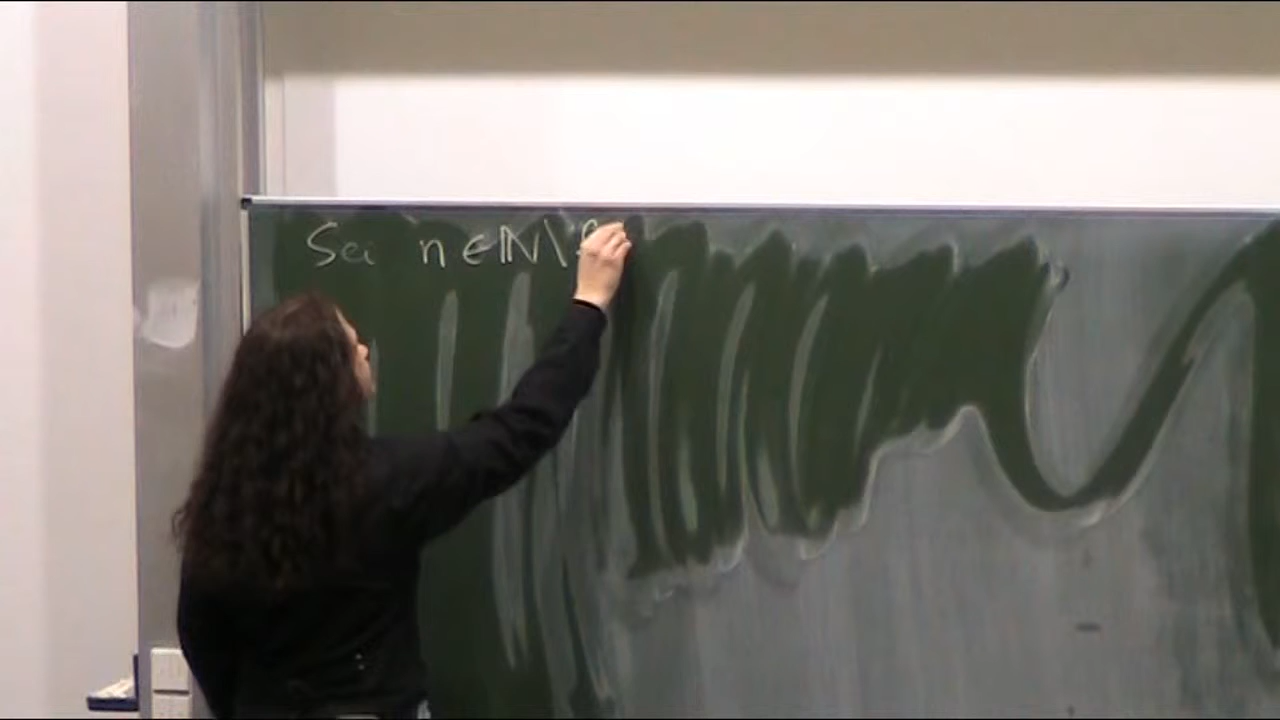 Sei n ∈ ℕ \ {